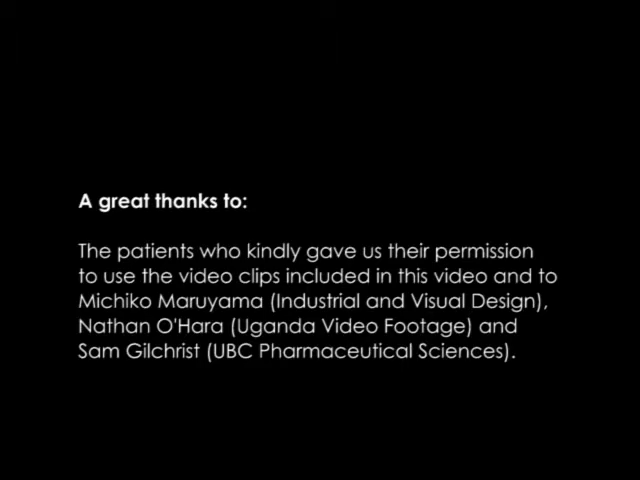 A great thanks to:
The patients who kindly gave us their permission
to use the video clips included in this video and to
Michiko Maruyama (Industrial and Visual Design),
Nathan O'Hara (Uganda Video Footage) and
Sam Gilchrist (UBC Pharmaceutical Sciences).